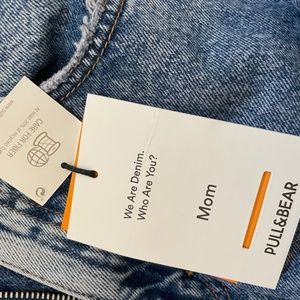 We Are Denim.
Who Are You?
Mom
PULL&BEAR
CARE FOR FIBER